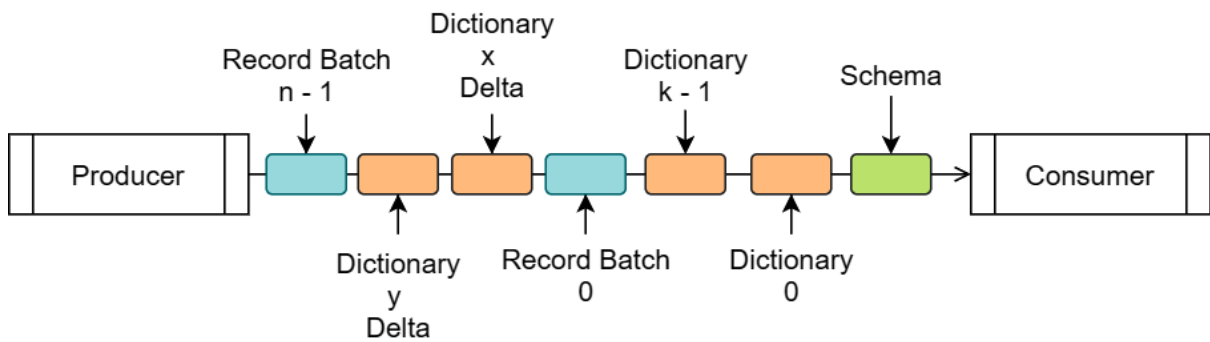 Dictionary
x
Delta
Record Batch
n - 1
Dictionary
k - 1
Schema
Producer
Consumer
Dictionary
y
Delta
Record Batch
0
Dictionary
0